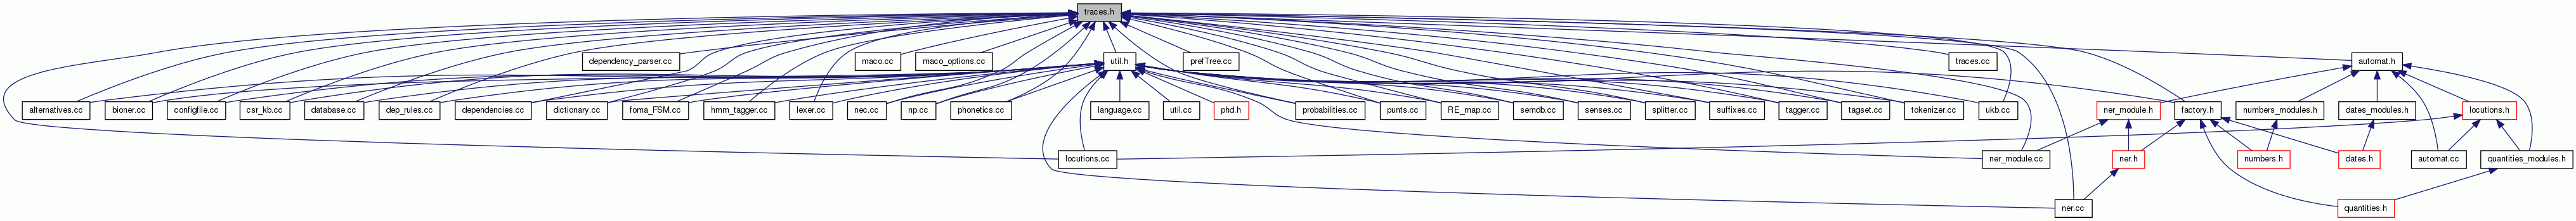 traces.h
dependency_parser.cc
maco.cc
maco_options.cc
util.h
prefTree.cc
traces.cc
automat.h
alternatives.cc
bioner.cc
configfile.cc
csr_kb.cc
database.cc
dep_rules.cc
dependencies.cc
dictionary.cc
foma_FSM.cc
hmm_tagger.cc
lexer.cc
nec.cc
np.cc
phonetics.cc
language.cc
util.cc
phd.h
probabilities.cc
punts.cc
RE_map.cc
semdb.cc
senses.cc
splitter.cc
suffixes.cc
tagger.cc
tagset.cc
tokenizer.cc
ukb.cc
ner_module.h
factory.h
numbers_modules.h
dates_modules.h
locutions.h
locutions.cc
ner_module.cc
ner.h
numbers.h
dates.h
automat.cc
quantities_modules.h
ner.cc
quantities.h